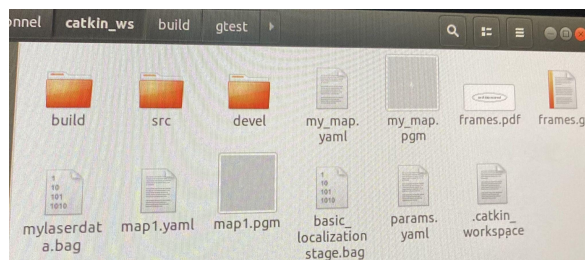 onnel catkin_ws build gtest
build src devel my_map. my_map. frames.pdf frames.g
yaml pgm
1
10
101
1010
1
10
101
1010
mylaserdat map1.yaml map1.pgm basic_ params. .catkin_
a.bag localization yaml workspace
stage.bag